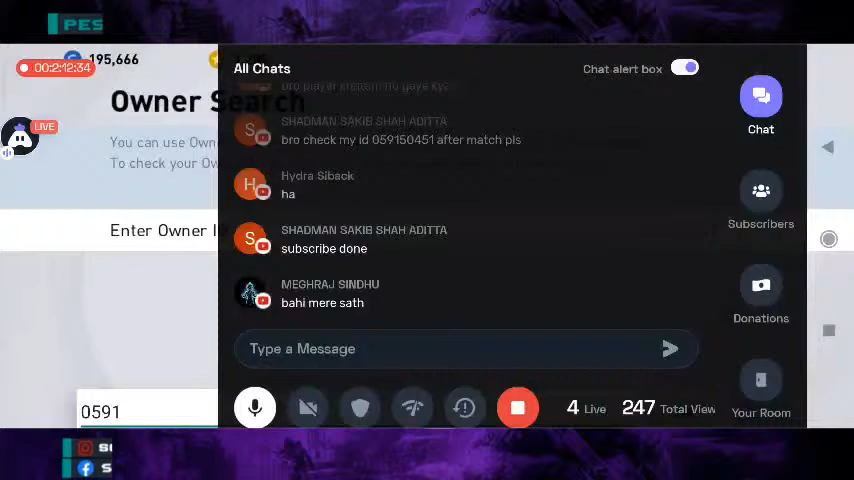 PES
195,666
00:2:12:34
All Chats
Chat alert box
Owner Search
LIVE
You can use Own
To check your Ow
SHADMAN SAKIB SHAH ADITTA
bro check my id 059150451 after match pls
Chat
Hydra Siback
ha
Subscribers
Enter Owner I
SHADMAN SAKIB SHAH ADITTA
subscribe done
MEGHRAJ SINDHU
bahi mere sath
Donations
Type a Message
0591
4 Live 247 Total View
Your Room